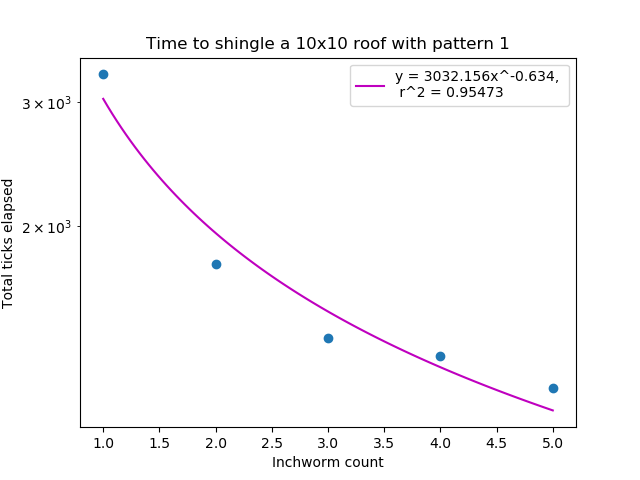 Time to shingle a 10x10 roof with pattern 1
y = 3032.156x^-0.634,
r^2 = 0.95473
3 × 10³
2 × 10³
Total ticks elapsed
1.0 1.5 2.0 2.5 3.0 3.5 4.0 4.5 5.0
Inchworm count